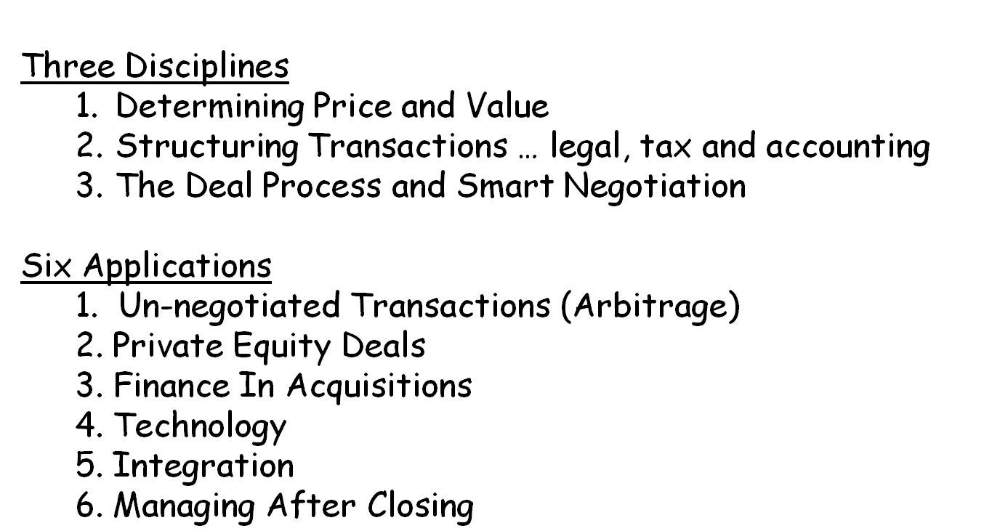 Three Disciplines
1. Determining Price and Value
2. Structuring Transactions … legal, tax and accounting
3. The Deal Process and Smart Negotiation
Six Applications
1. Un-negotiated Transactions (Arbitrage)
2. Private Equity Deals
3. Finance In Acquisitions
4. Technology
5. Integration
6. Managing After Closing